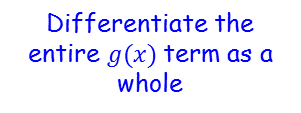 Differentiate the
entire g(x) term as a
whole